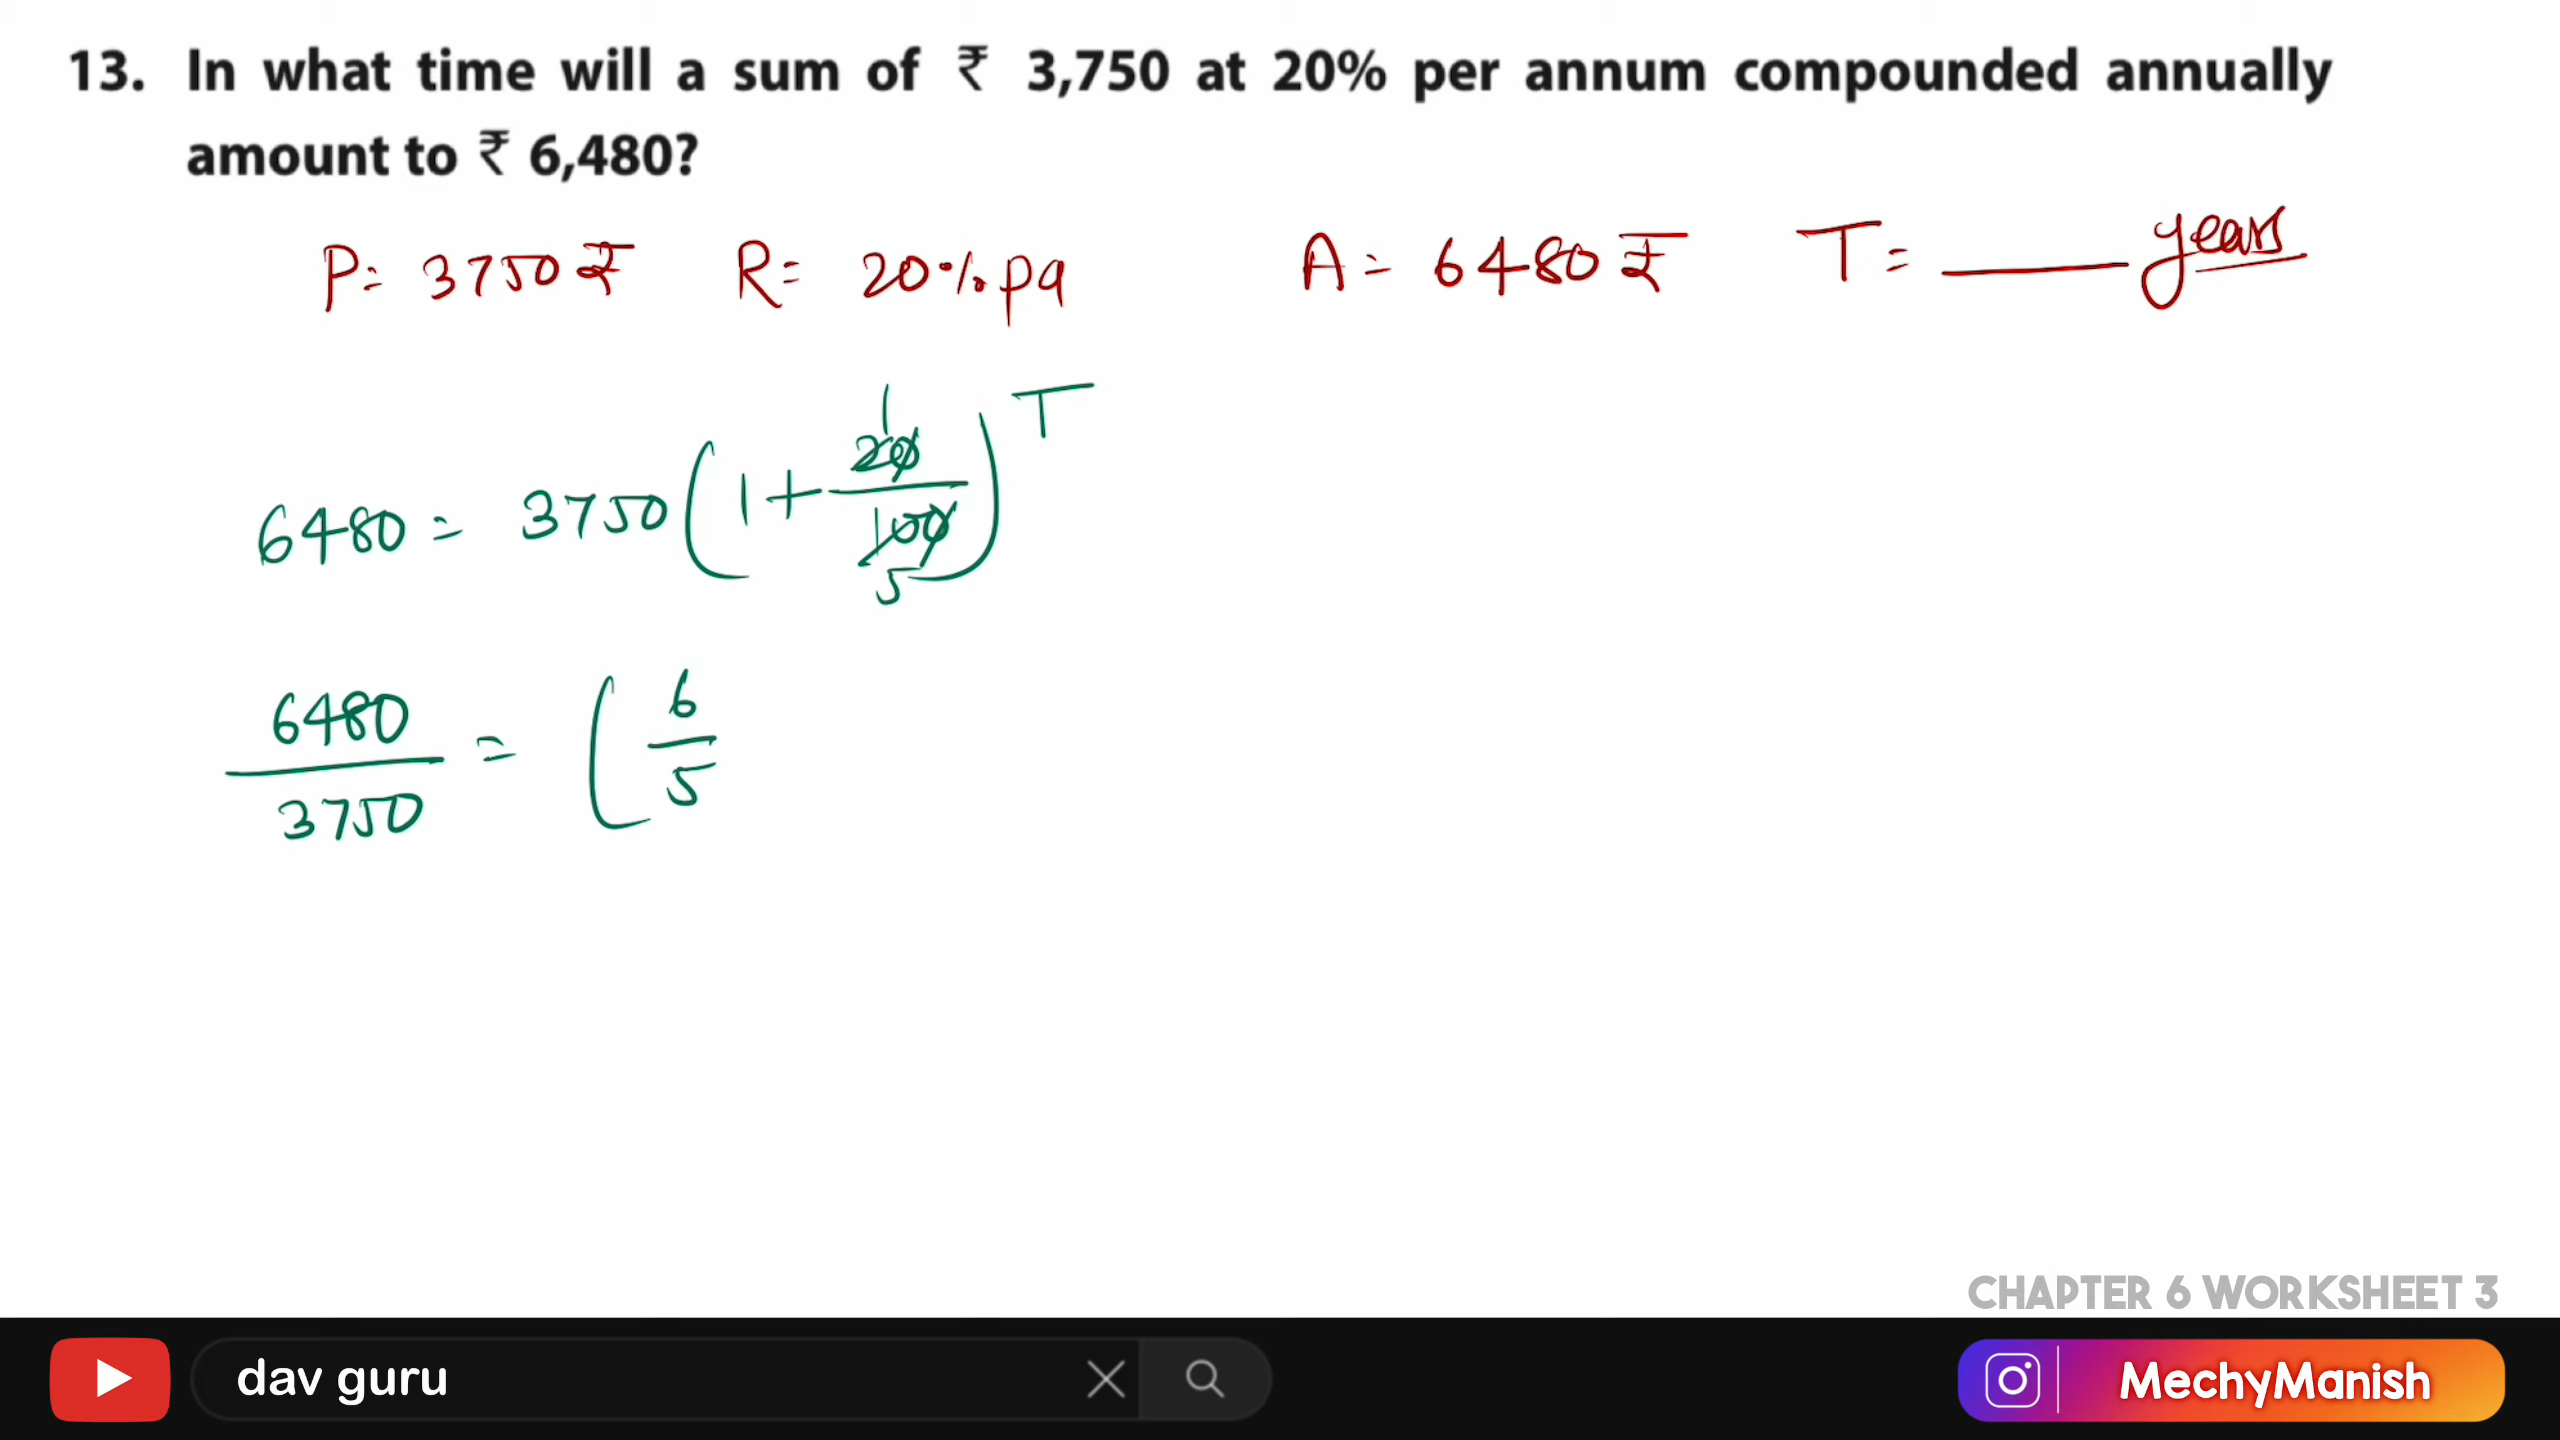 13. In what time will a sum of ₹ 3,750 at 20% per annum compounded annually
amount to ₹ 6,480?
P= 3750 ₹ R= 20% pa A= 6480 ₹ T= ____ years
6480 = 3750 (1 + 20/100)^T
1
5
6480/3750 = (6/5
CHAPTER 6 WORKSHEET 3
dav guru
MechyManish